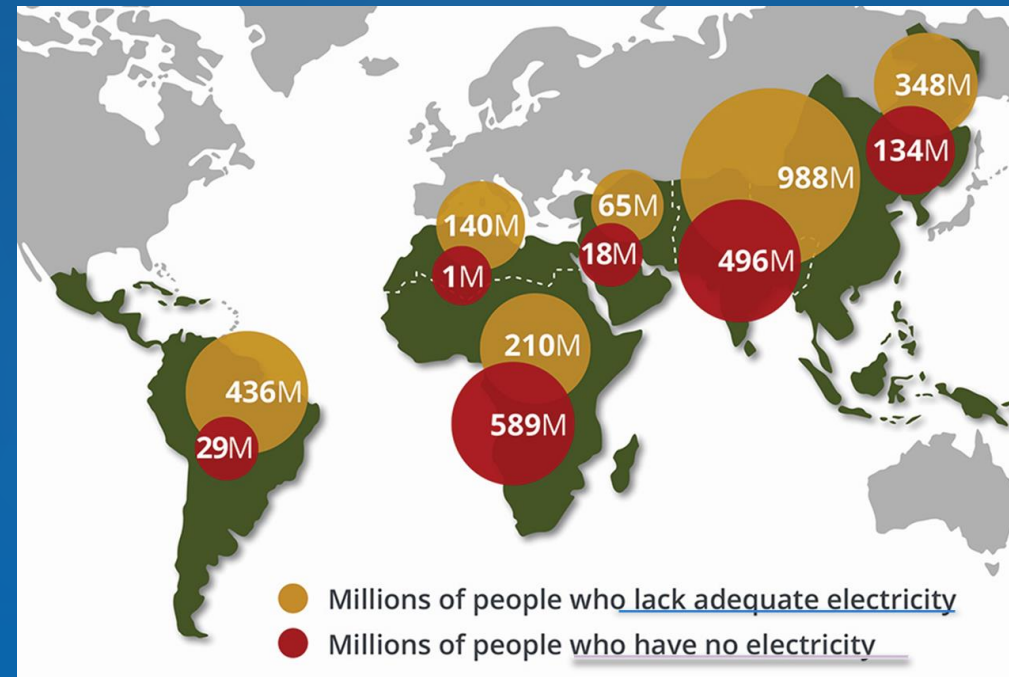 348M
134M
988M
65M
140M
18M
496M
1M
210M
436M
589M
29M
Millions of people who lack adequate electricity
Millions of people who have no electricity